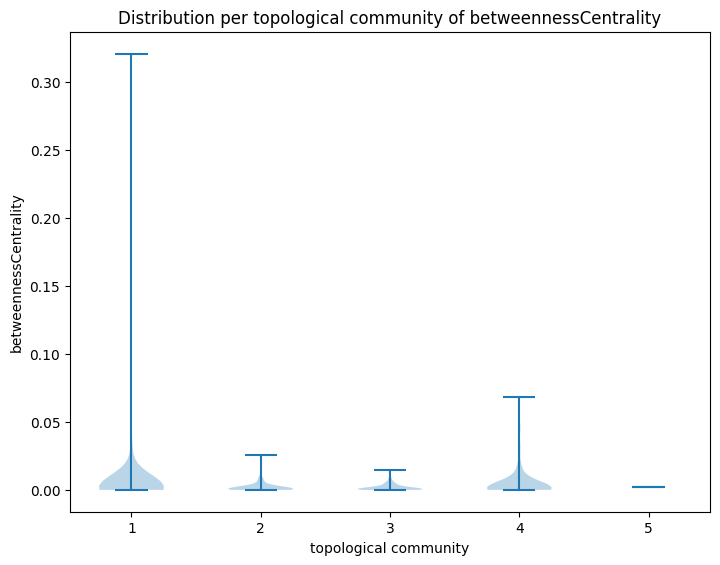 Distribution per topological community of betweennessCentrality
betweennessCentrality
0.30
0.25
0.20
0.15
0.10
0.05
0.00
1 2 3 4 5
topological community